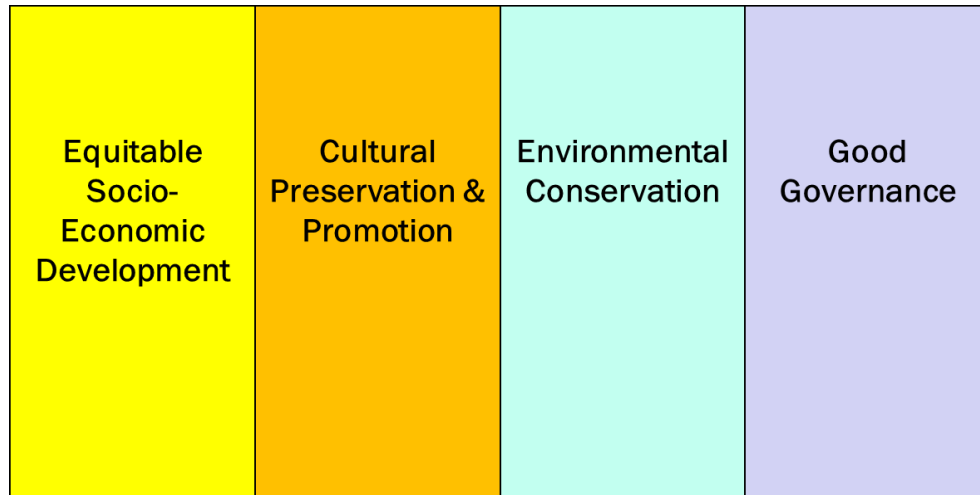 Equitable
Socio-
Economic
Development
Cultural
Preservation &
Promotion
Environmental
Conservation
Good
Governance